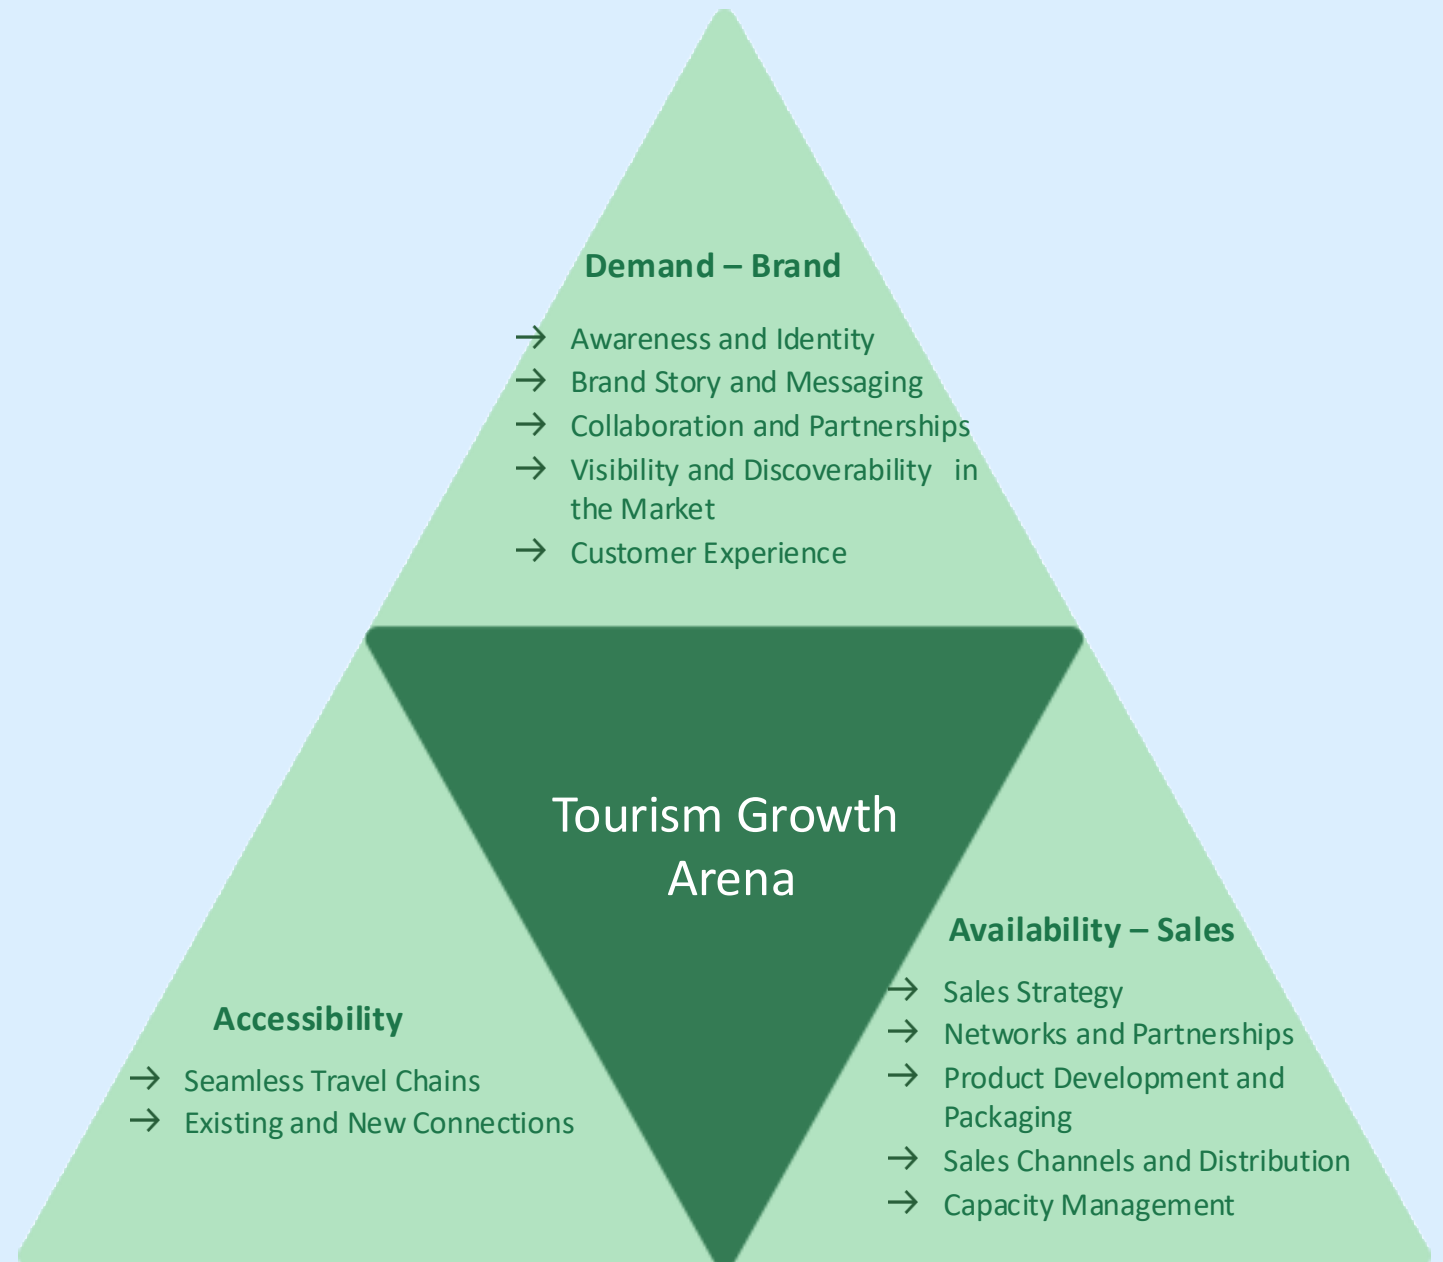 Demand – Brand
→ Awareness and Identity
→ Brand Story and Messaging
→ Collaboration and Partnerships
→ Visibility and Discoverability in
the Market
→ Customer Experience
Tourism Growth
Arena
Accessibility
→ Seamless Travel Chains
→ Existing and New Connections
Availability – Sales
→ Sales Strategy
→ Networks and Partnerships
→ Product Development and
Packaging
→ Sales Channels and Distribution
→ Capacity Management